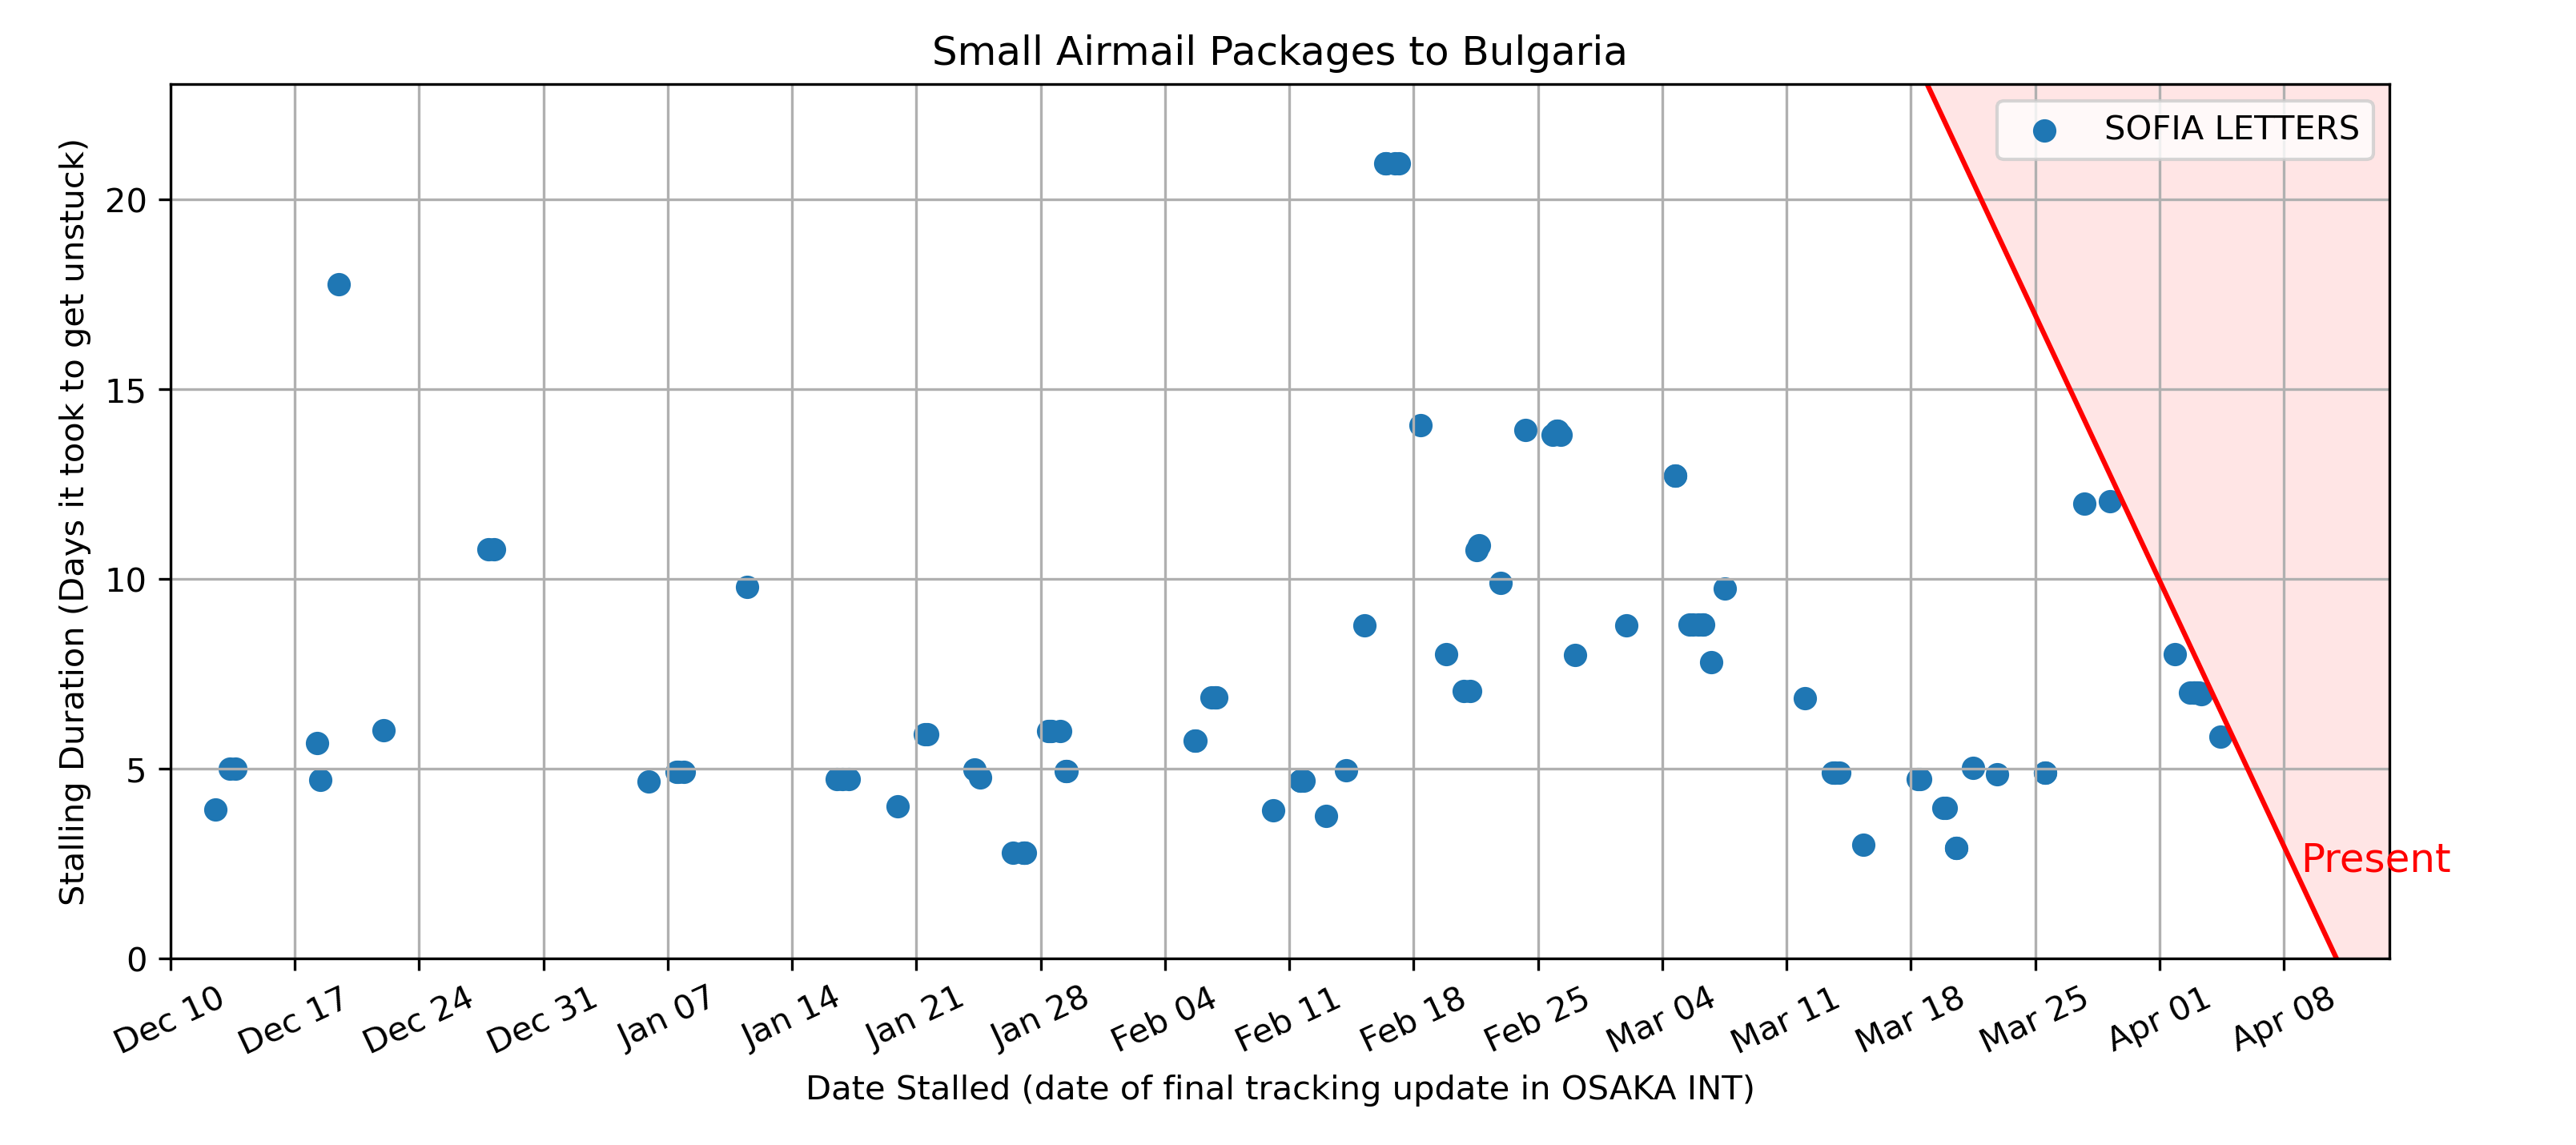 Small Airmail Packages to Bulgaria
SOFIA LETTERS
Stalling Duration (Days it took to get unstuck)
20
15
10
5
0
Present
Dec 10
Dec 17
Dec 24
Dec 31
Jan 07
Jan 14
Jan 21
Jan 28
Feb 04
Feb 11
Feb 18
Feb 25
Mar 04
Mar 11
Mar 18
Mar 25
Apr 01
Apr 08
Date Stalled (date of final tracking update in OSAKA INT)